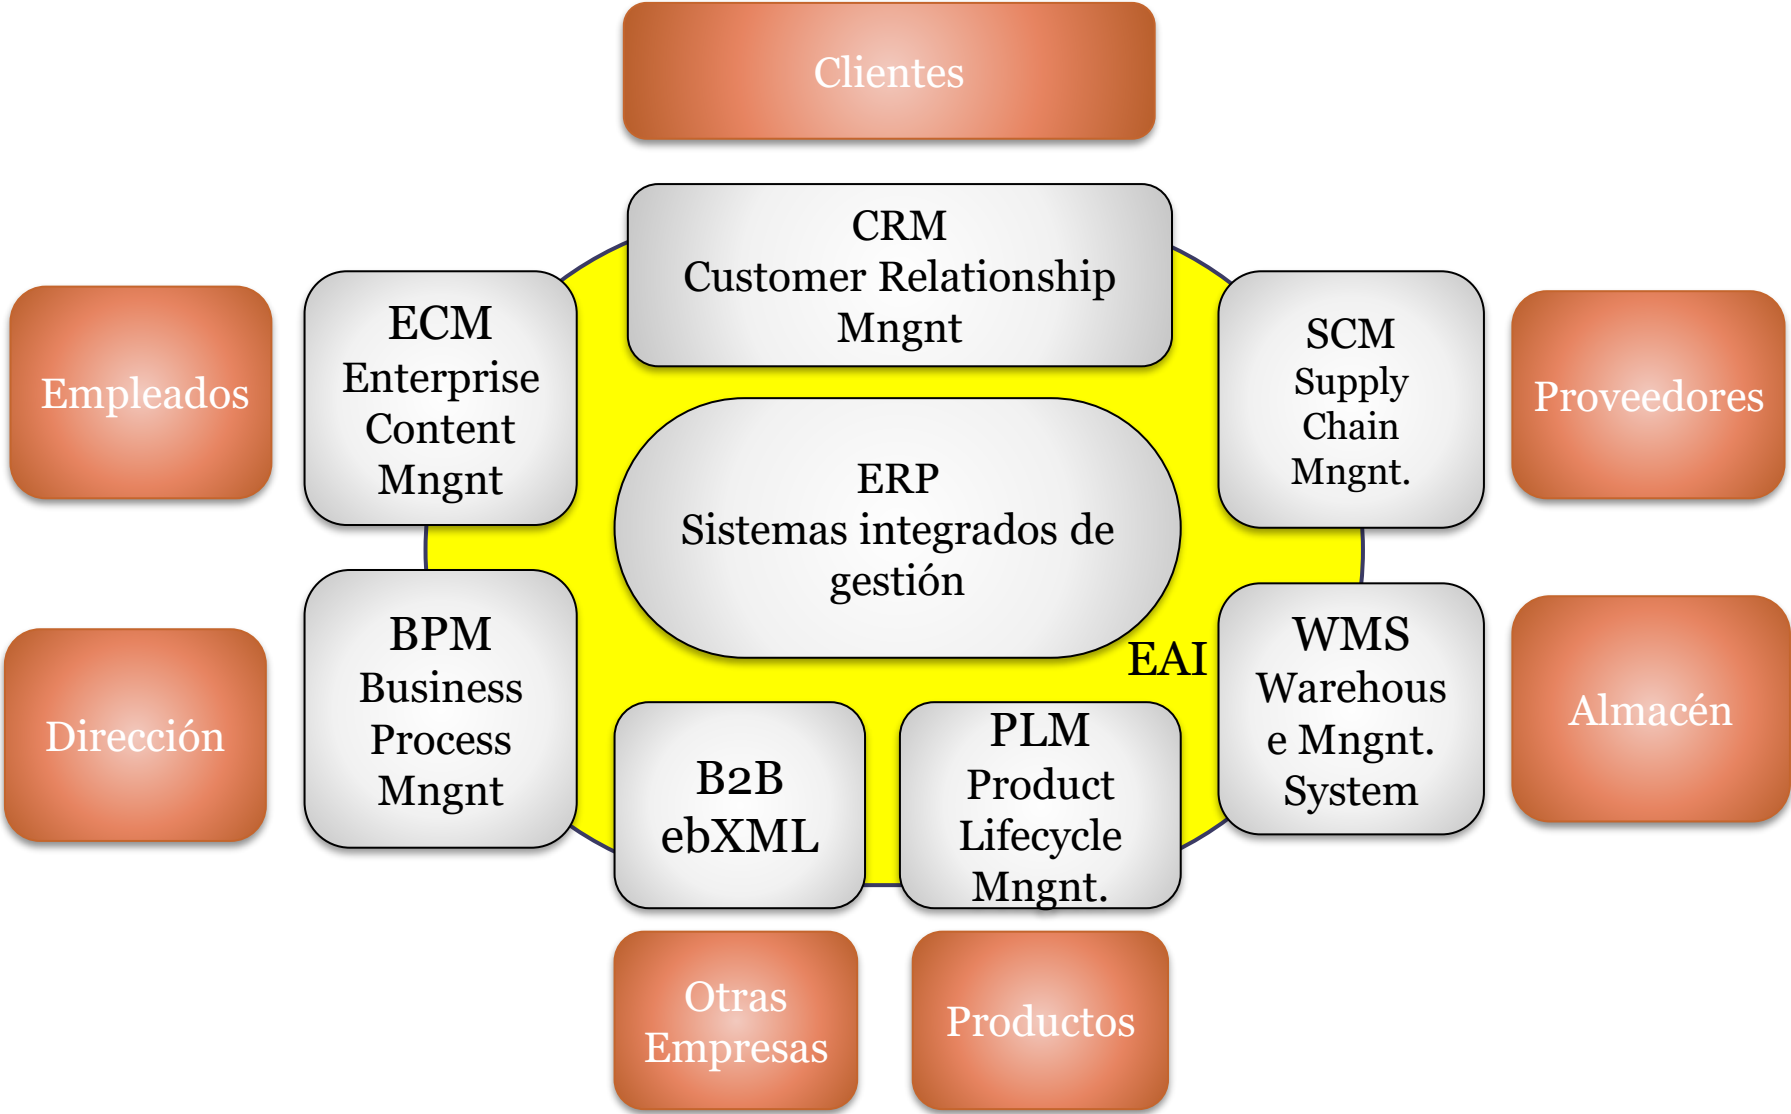 Clientes
CRM
Customer Relationship
Mngnt
Empleados
ECM
Enterprise
Content
Mngnt
SCM
Supply
Chain
Mngnt.
Proveedores
ERP
Sistemas integrados de
gestión
Dirección
BPM
Business
Process
Mngnt
EAI
WMS
Warehous
e Mngnt.
System
Almacén
B2B
ebXML
PLM
Product
Lifecycle
Mngnt.
Otras
Empresas
Productos